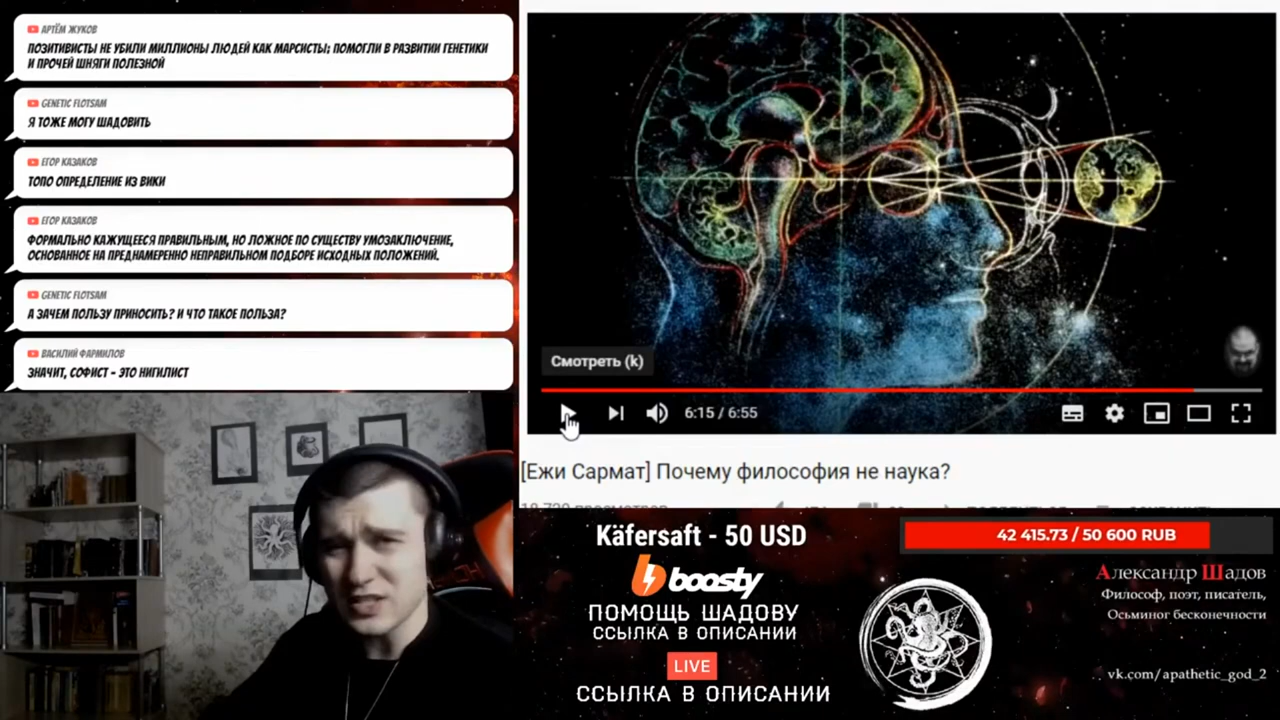 АРТЁМ ЖУКОВ
ПОЗИТИВИСТЫ НЕ УБИЛИ МИЛЛИОНЫ ЛЮДЕЙ КАК МАРСИСТЫ; ПОМОГЛИ В РАЗВИТИИ ГЕНЕТИКИ
И ПРОЧЕЙ ШНЯГИ ПОЛЕЗНОЙ
GENETIC FLOTSAM
Я ТОЖЕ МОГУ ШАДОВИТЬ
ЕГОР КАЗАКОВ
ТОПО ОПРЕДЕЛЕНИЕ ИЗ ВИКИ
ЕГОР КАЗАКОВ
ФОРМАЛЬНО КАЖУЩЕЕСЯ ПРАВИЛЬНЫМ, НО ЛОЖНОЕ ПО СУЩЕСТВУ УМОЗАКЛЮЧЕНИЕ,
ОСНОВАННОЕ НА ПРЕДНАМЕРЕННО НЕПРАВИЛЬНОМ ПОДБОРЕ ИСХОДНЫХ ПОЛОЖЕНИЙ.
GENETIC FLOTSAM
А ЗАЧЕМ ПОЛЬЗУ ПРИНОСИТЬ? И ЧТО ТАКОЕ ПОЛЬЗА?
ВАСИЛИЙ ФАРМИЛОВ
ЗНАЧИТ, СОФИСТ - ЭТО НИГИЛИСТ
Смотреть (k)
6:15 / 6:55
[Ежи Сармат] Почему философия не наука?
Käfersaft - 50 USD
boosty
ПОМОЩЬ ШАДОВУ
ССЫЛКА В ОПИСАНИИ
LIVE
ССЫЛКА В ОПИСАНИИ
42 415.73 / 50 600 RUB
Александр Шадов
Философ, поэт, писатель,
Осьминог бесконечности
vk.com/apathetic_god_2